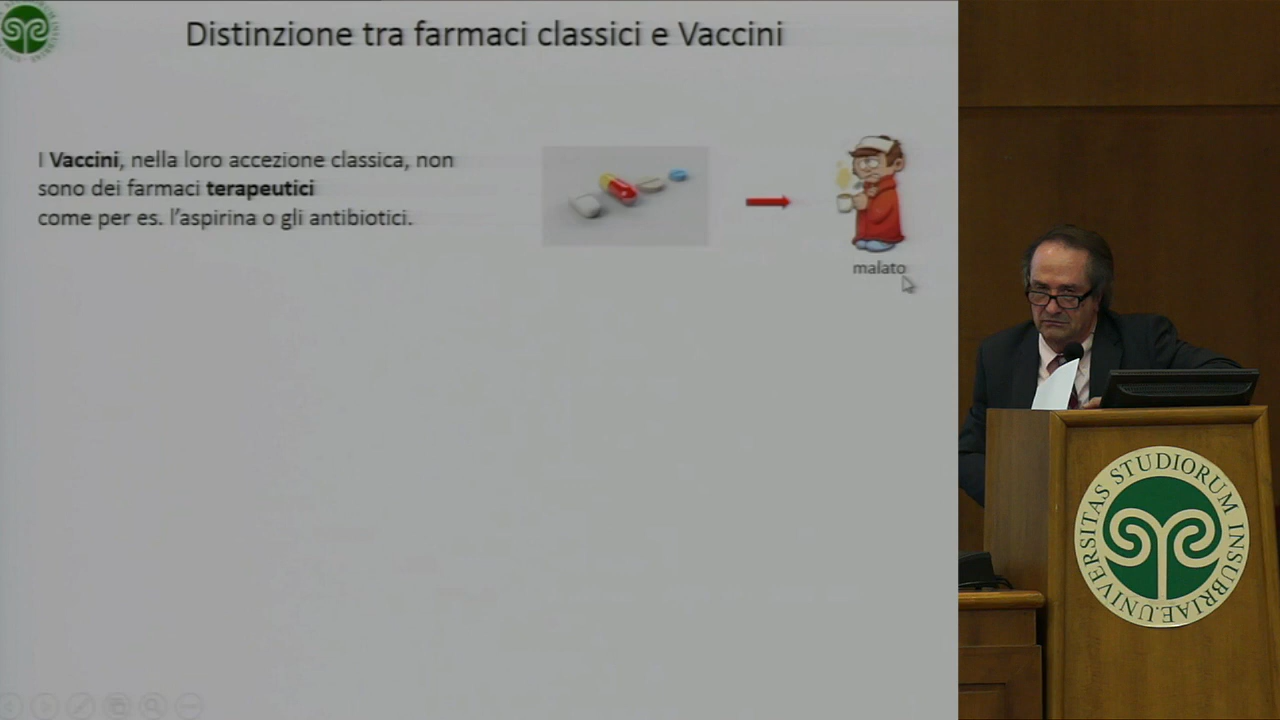 Distinzione tra farmaci classici e Vaccini
I Vaccini, nella loro accezione classica, non
sono dei farmaci terapeutici
come per es. l'aspirina o gli antibiotici.
malato
UNIVERSITAS STUDIORUM INSUBRIAE